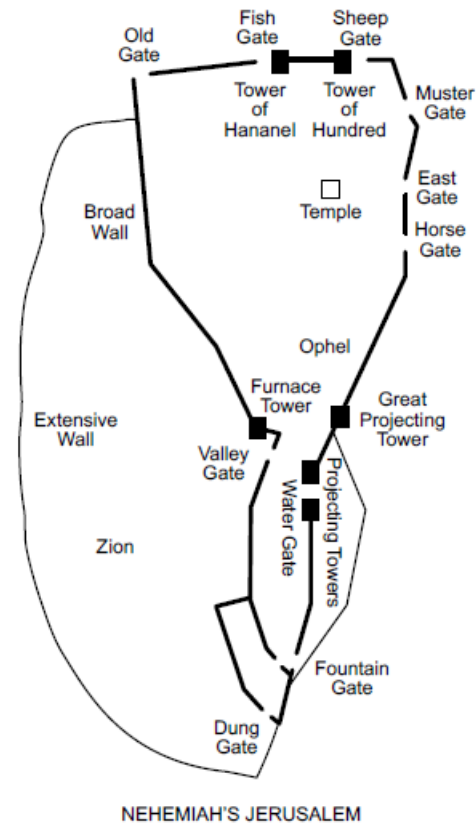 Fish
Gate
Sheep
Gate
Old
Gate
Tower
of
Hananel
Tower
of
Hundred
Muster
Gate
East
Gate
Temple
Broad
Wall
Horse
Gate
Ophel
Furnace
Tower
Great
Projecting
Tower
Extensive
Wall
Valley
Gate
Projecting Towers
Water Gate
Zion
Fountain
Gate
Dung
Gate
NEHEMIAH'S JERUSALEM